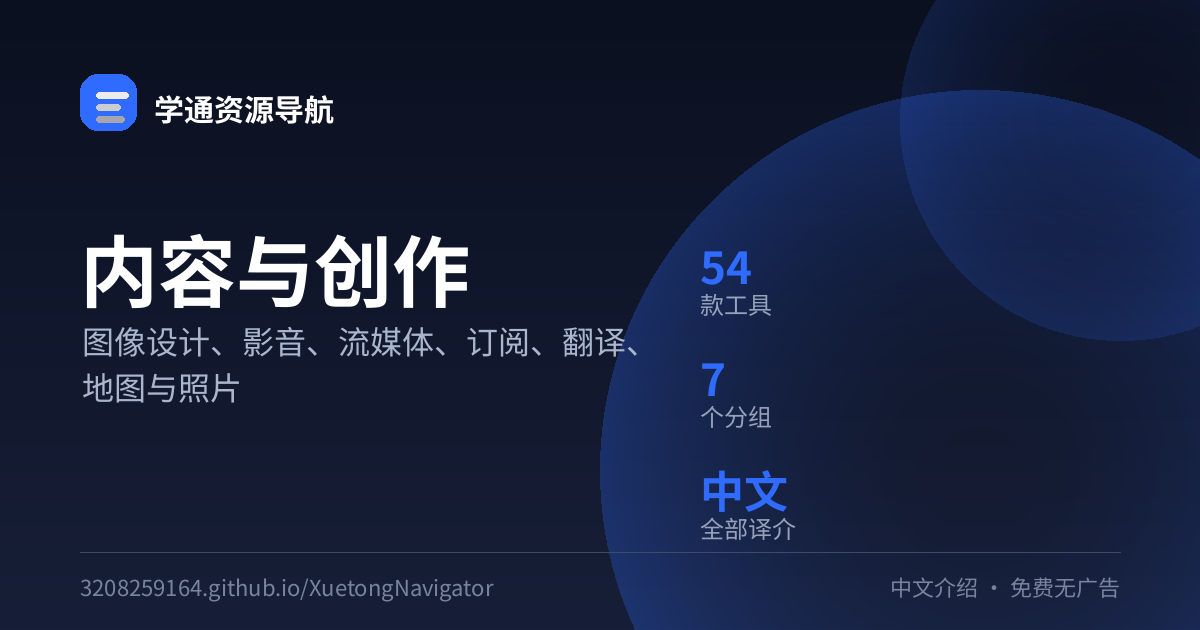 学通资源导航
内容与创作
图像设计、影音、流媒体、订阅、翻译、
地图与照片
54
款工具
7
个分组
中文
全部译介
3208259164.github.io/XuetongNavigator
中文介绍 · 免费无广告